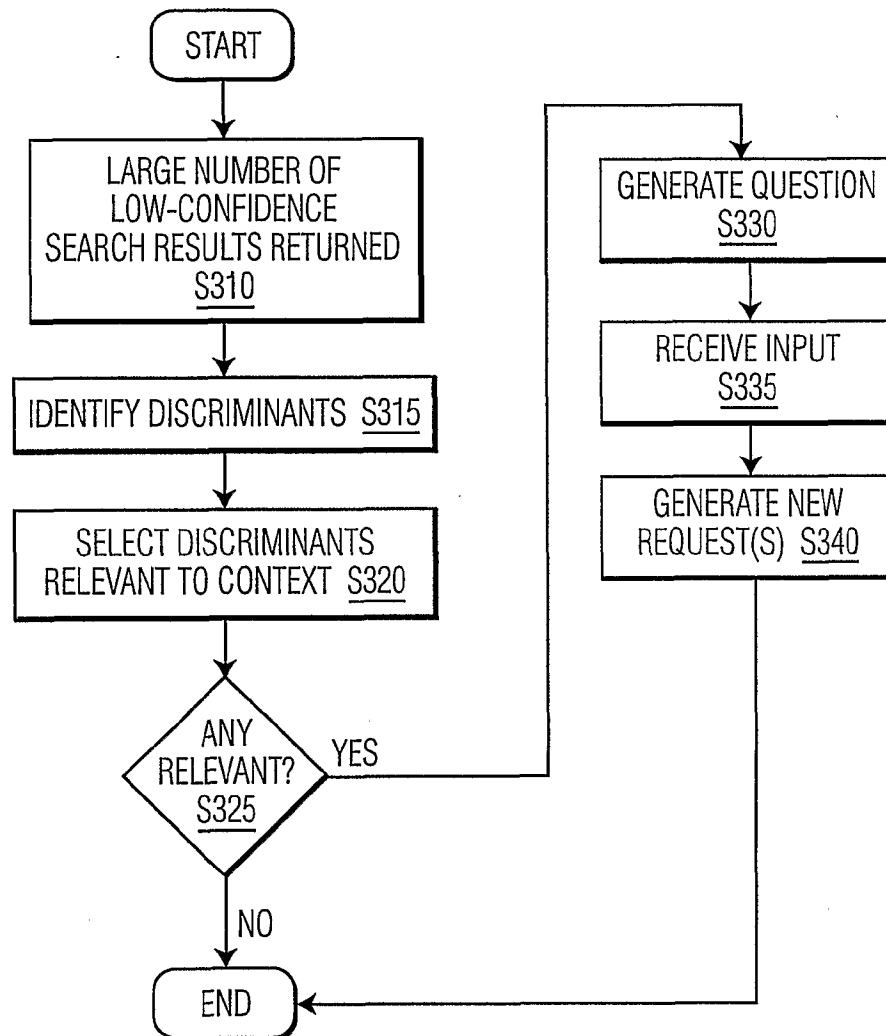 START
LARGE NUMBER OF
LOW-CONFIDENCE
SEARCH RESULTS RETURNED
S310
IDENTIFY DISCRIMINANTS S315
SELECT DISCRIMINANTS
RELEVANT TO CONTEXT S320
ANY
RELEVANT?
S325
YES
NO
END
GENERATE QUESTION
S330
RECEIVE INPUT
S335
GENERATE NEW
REQUEST(S) S340